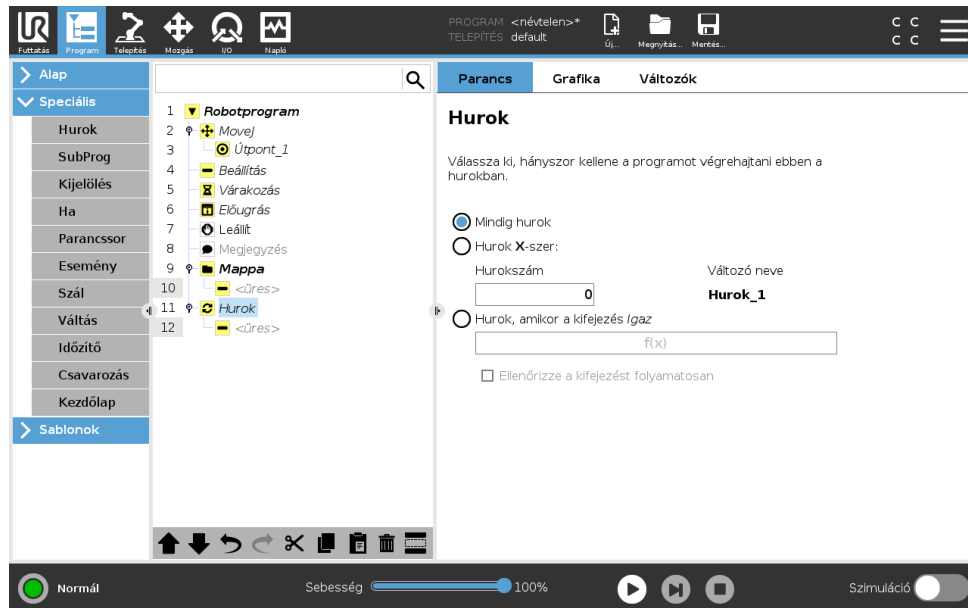 PROGRAM <névtelen>*
TELEPÍTÉS default
Futtatás Program Telepítés Mozgás I/O Napló
Új... Megnyitás... Mentés...
C C
C C
Alap
Speciális
Hurok
SubProg
Kijelölés
Ha
Parancssor
Esemény
Szál
Váltás
Időzítő
Csavarozás
Kezdőlap
Sablonok
1 Robotprogram
2 MoveJ
3 Útpont_1
4 Beállítás
5 Várakozás
6 Előugrás
7 Leállít
8 Megjegyzés
9 Mappa
10 <üres>
11 Hurok
12 <üres>
Parancs Grafika Változók
Hurok
Válassza ki, hányszor kellene a programot végrehajtani ebben a
hurokban.
Mindig hurok
Hurok X-szer:
Hurokszám Változó neve
0 Hurok_1
Hurok, amikor a kifejezés Igaz
f(x)
Ellenőrizze a kifejezést folyamatosan
Normál
Sebesség 100%
Szimuláció